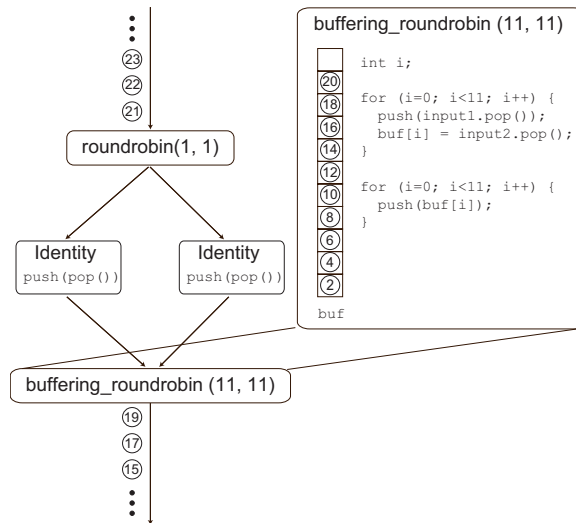 23
22
21
roundrobin(1, 1)
Identity
push(pop())
Identity
push(pop())
buffering_roundrobin (11, 11)
19
17
15
buffering_roundrobin (11, 11)
20
18
16
14
12
10
8
6
4
2
buf
int i;
for (i=0; i<11; i++) {
push(input1.pop());
buf[i] = input2.pop();
}
for (i=0; i<11; i++) {
push(buf[i]);
}